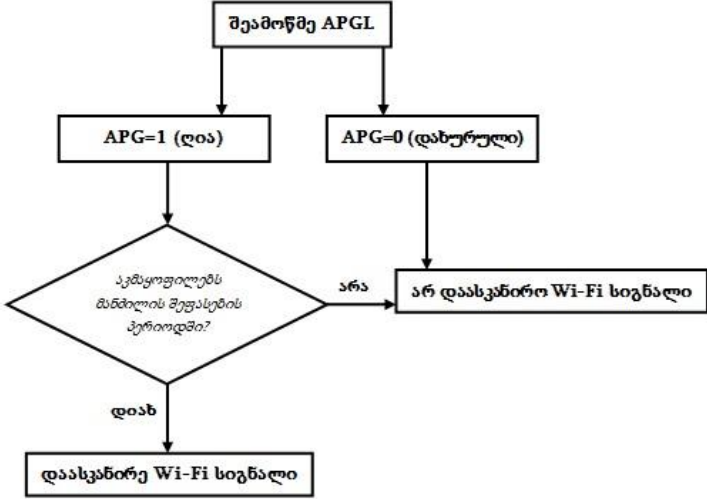 შეამოწმე APGL
APG=1 (ღია)
APG=0 (დახურული)
აკმაყოფილებს
მანძილის შეფასების
პერიოდში?
არა
არ დაასკანირო Wi-Fi სიგნალი
დიახ
დაასკანირე Wi-Fi სიგნალი